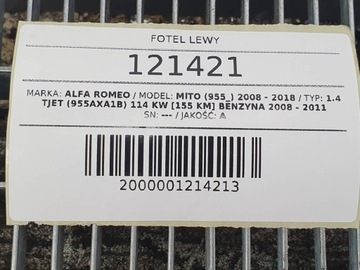 FOTEL LEWY
121421
MARKA: ALFA ROMEO / MODEL: MITO (955_) 2008 - 2018 / TYP: 1.4
TJET (955AXA1B) 114 KW [155 KM] BENZYNA 2008 - 2011
SN: --- / JAKOŚĆ: A
2000001214213